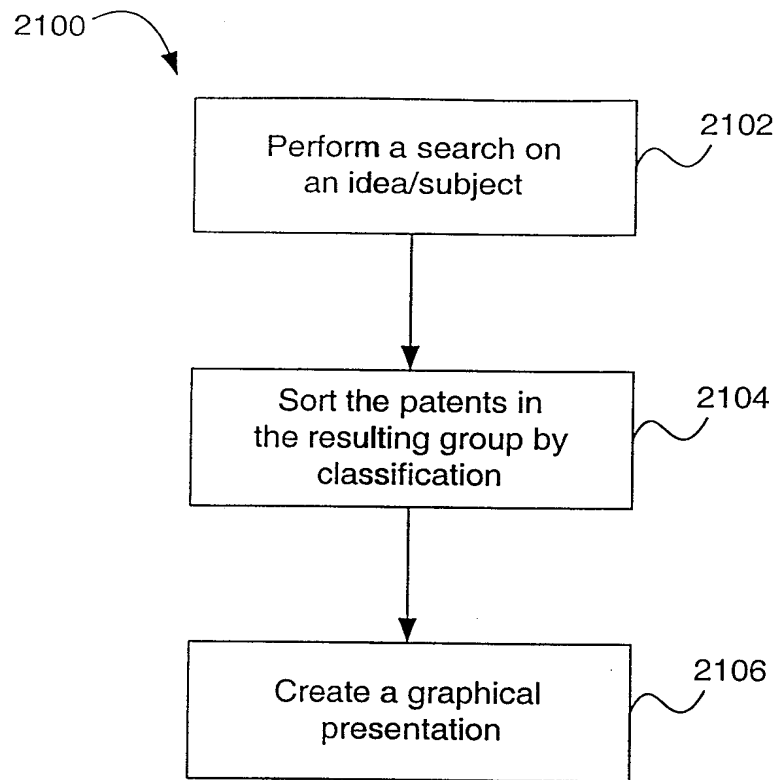 2100
Perform a search on
an idea/subject
2102
Sort the patents in
the resulting group by
classification
2104
Create a graphical
presentation
2106